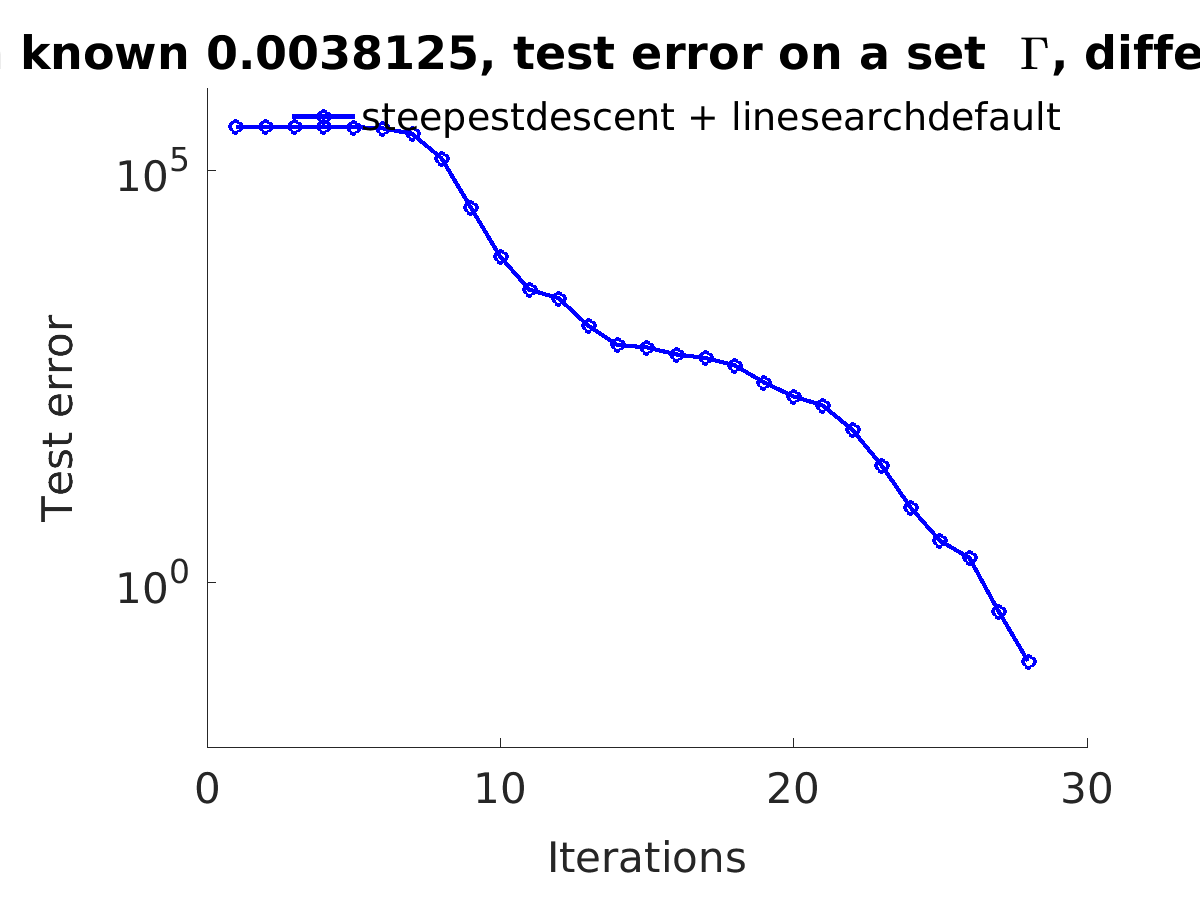 known 0.0038125, test error on a set Γ, diffe
steepestdescent + linesearchdefault
10^5
10^0
Test error
0 10 20 30
Iterations